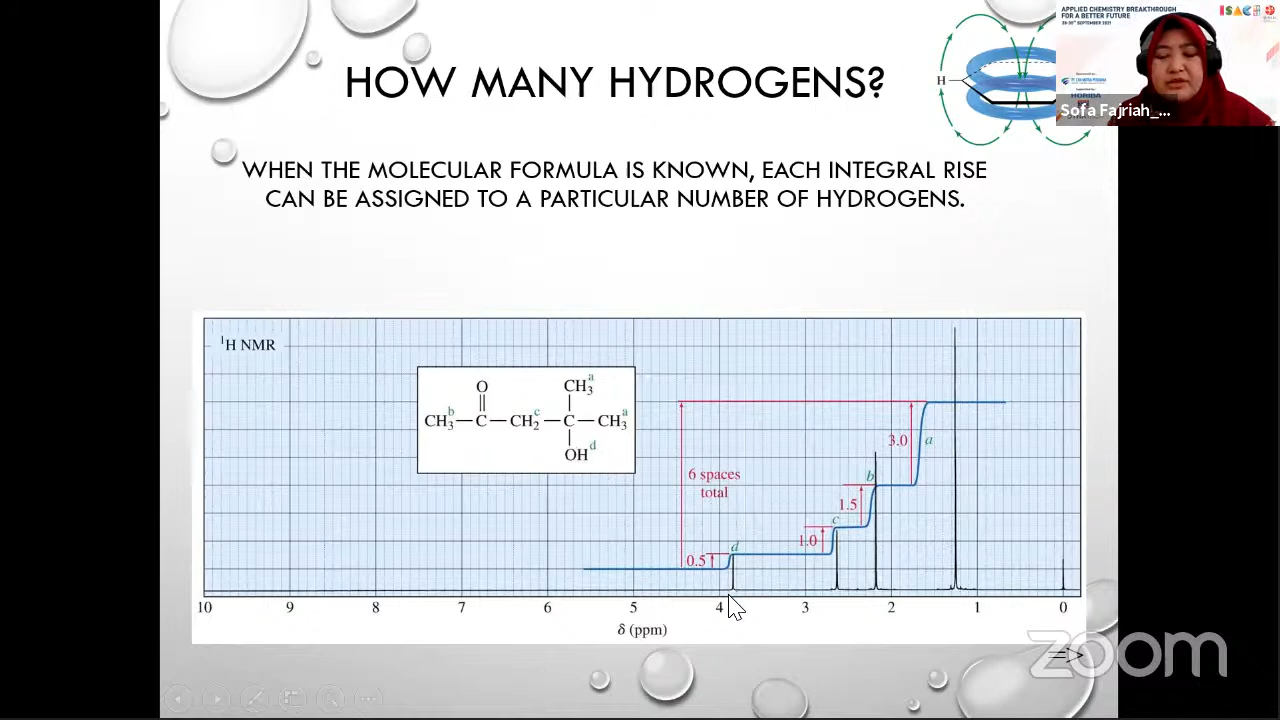 HOW MANY HYDROGENS?
WHEN THE MOLECULAR FORMULA IS KNOWN, EACH INTEGRAL RISE
CAN BE ASSIGNED TO A PARTICULAR NUMBER OF HYDROGENS.
H
APPLIED CHEMISTRY BREAKTHROUGH
FOR A BETTER FUTURE
ISAC
HORIBA
Sofa Fajriah_...
¹H NMR
O
CH₃ᵃ
CH₃ᵇ—C—CH₂ᶜ—C—CH₃ᵃ
OHᵈ
6 spaces
total
3.0
a
b
1.5
c
1.0
d
0.5
10 9 8 7 6 5 4 3 2 1 0
δ (ppm)
=>
zoom